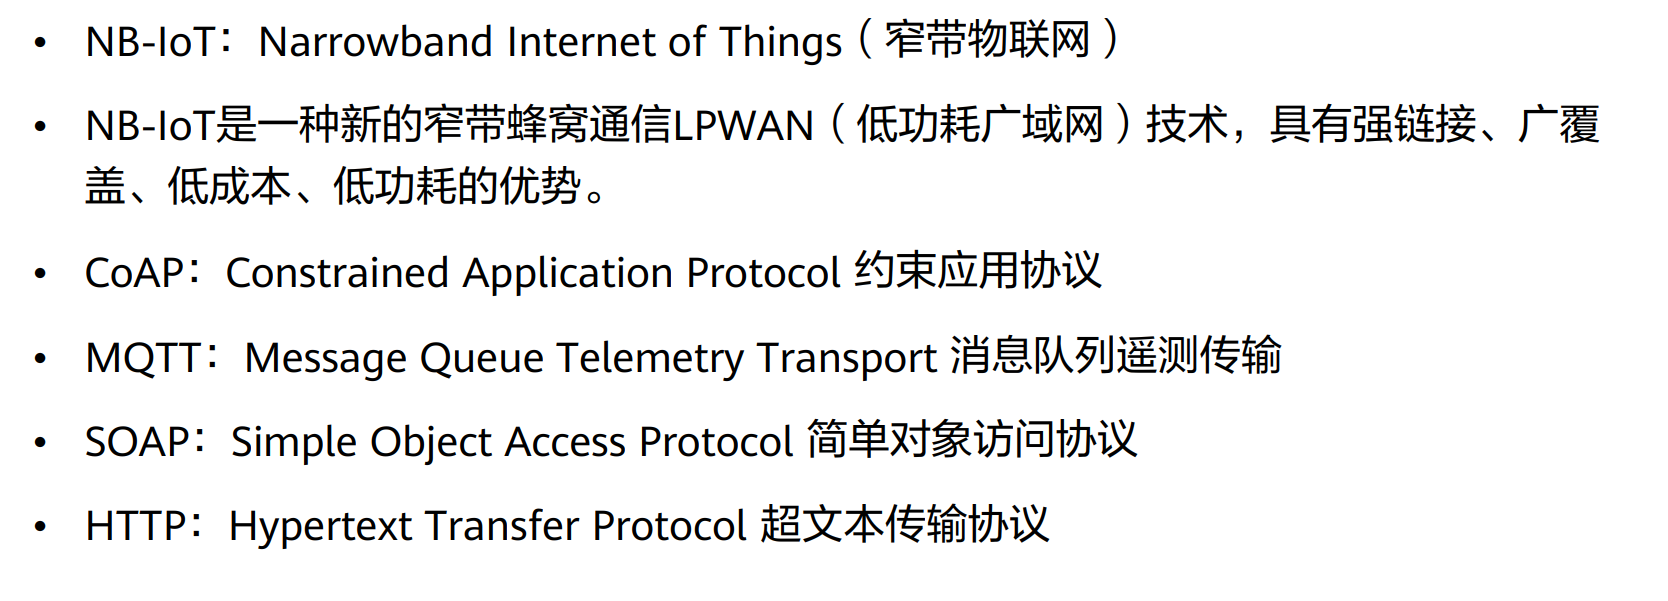 • NB-IoT：Narrowband Internet of Things（窄带物联网）
• NB-IoT是一种新的窄带蜂窝通信LPWAN（低功耗广域网）技术，具有强链接、广覆
盖、低成本、低功耗的优势。
• CoAP：Constrained Application Protocol 约束应用协议
• MQTT：Message Queue Telemetry Transport 消息队列遥测传输
• SOAP：Simple Object Access Protocol 简单对象访问协议
• HTTP：Hypertext Transfer Protocol 超文本传输协议